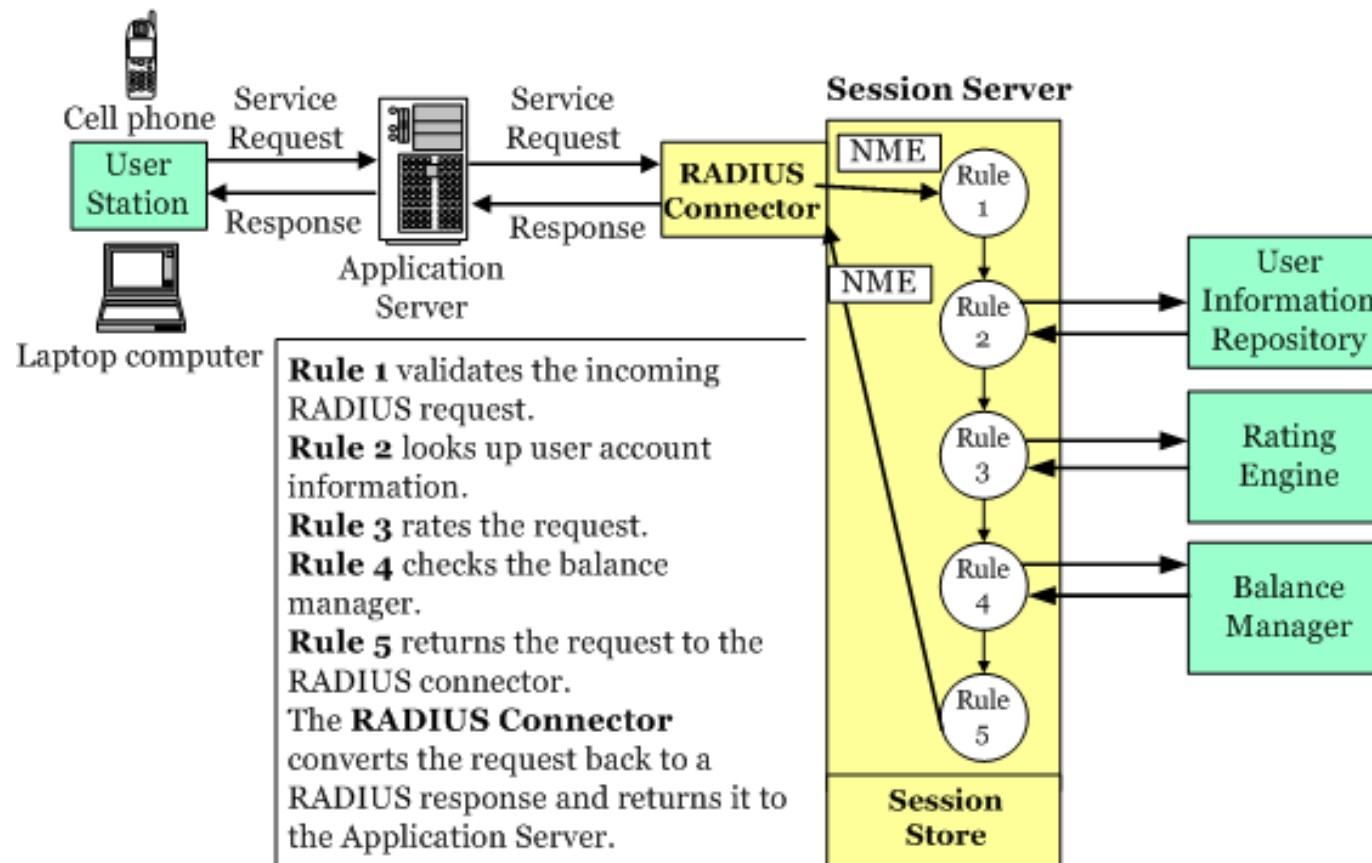 Cell phone
User
Station
Laptop computer
Service
Request
Response
Application
Server
Service
Request
Response
RADIUS
Connector
Session Server
NME
NME
Rule
1
Rule
2
Rule
3
Rule
4
Rule
5
Session
Store
User
Information
Repository
Rating
Engine
Balance
Manager
Rule 1 validates the incoming
RADIUS request.
Rule 2 looks up user account
information.
Rule 3 rates the request.
Rule 4 checks the balance
manager.
Rule 5 returns the request to the
RADIUS connector.
The RADIUS Connector
converts the request back to a
RADIUS response and returns it to
the Application Server.